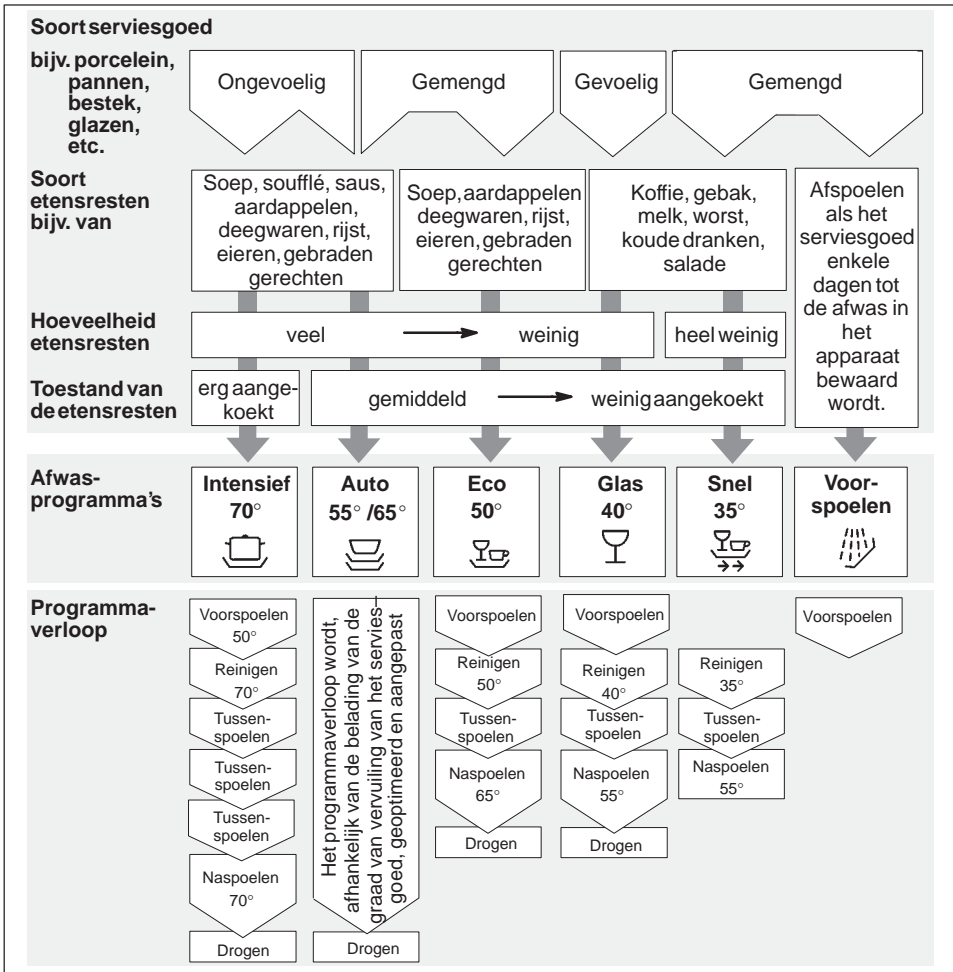 Soort serviesgoed
bijv. porcelein,
pannen,
bestek,
glazen,
etc.
Ongevoelig
Gemengd
Gevoelig
Gemengd
Soort
etensresten
bijv. van
Soep, soufflé, saus,
aardappelen,
deegwaren, rijst,
eieren, gebraden
gerechten
Soep, aardappelen
deegwaren, rijst,
eieren, gebraden
gerechten
Koffie, gebak,
melk, worst,
koude dranken,
salade
Afspoelen
als het
serviesgoed
enkele
dagen tot
de afwas in
het
apparaat
bewaard
wordt.
Hoeveelheid
etensresten
veel
weinig
heel weinig
Toestand van
de etensresten
erg aange-
koekt
gemiddeld
weinig aangekoekt
Afwas-
programma's
Intensief
70°
Auto
55° /65°
Eco
50°
Glas
40°
Snel
35°
Voor-
spoelen
Programma-
verloop
Voorspoelen
50°
Reinigen
70°
Tussen-
spoelen
Tussen-
spoelen
Tussen-
spoelen
Naspoelen
70°
Drogen
Het programmaverloop wordt,
afhankelijk van de belading van de
graad van vervuiling van het servies–
goed, geoptimeerd en aangepast
Drogen
Voorspoelen
Reinigen
50°
Tussen-
spoelen
Naspoelen
65°
Drogen
Voorspoelen
Reinigen
40°
Tussen-
spoelen
Naspoelen
55°
Drogen
Reinigen
35°
Tussen-
spoelen
Naspoelen
55°
Voorspoelen